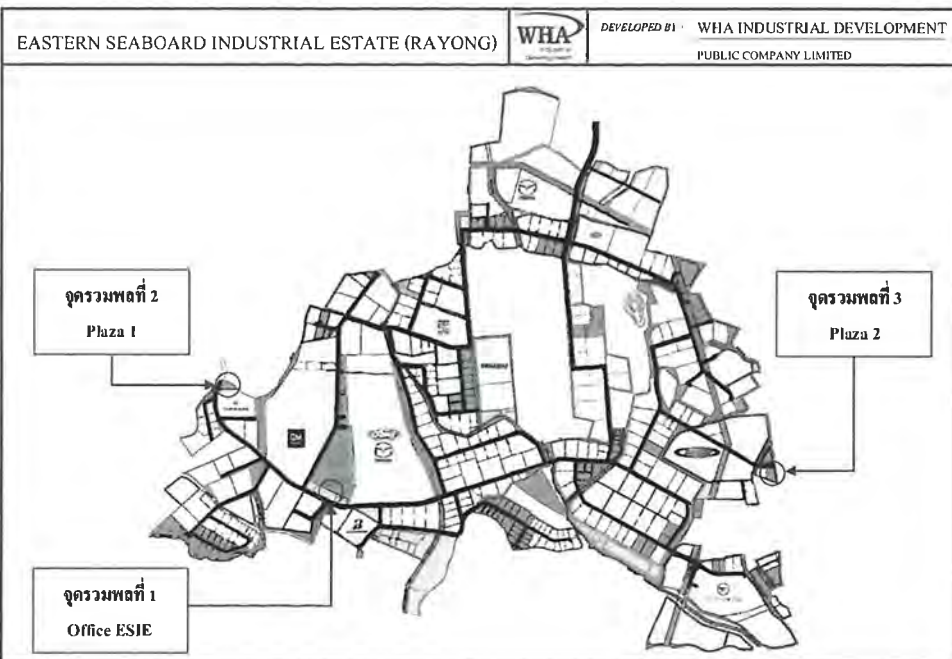 EASTERN SEABOARD INDUSTRIAL ESTATE (RAYONG)
WHA
DEVELOPED BY : WHA INDUSTRIAL DEVELOPMENT
PUBLIC COMPANY LIMITED
จุดรวมพลที่ 2
Plaza 1
จุดรวมพลที่ 3
Plaza 2
จุดรวมพลที่ 1
Office ESIE